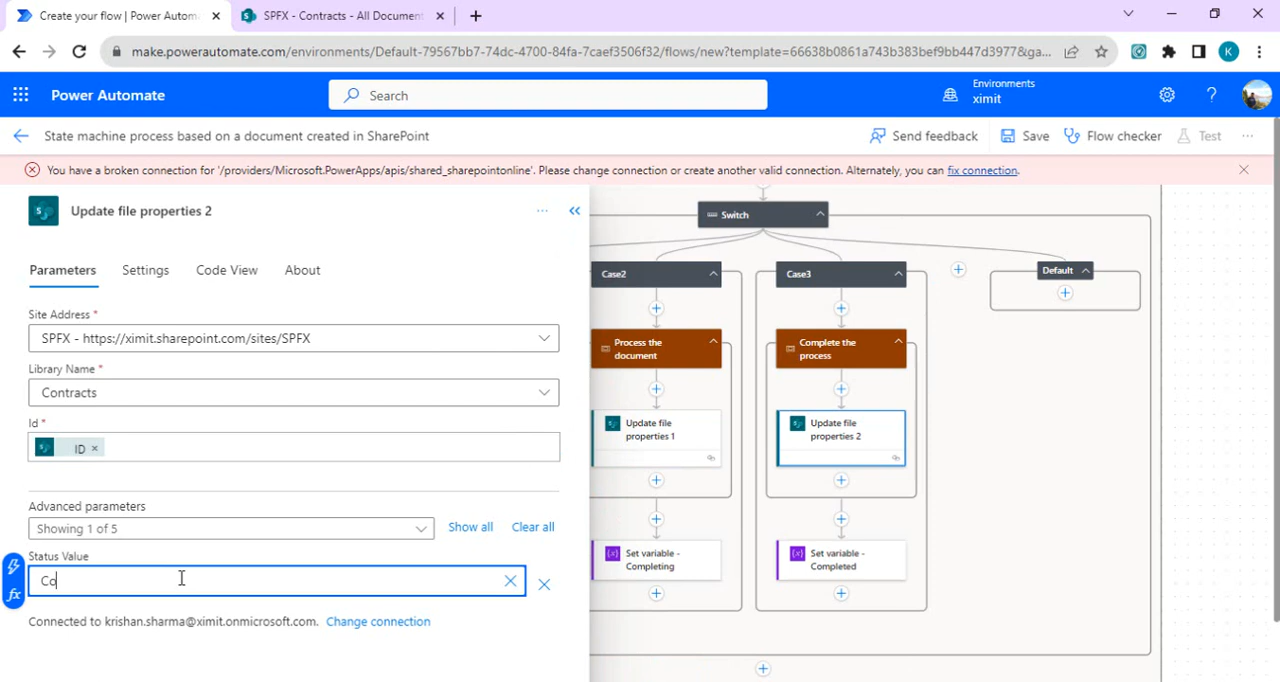 Create your flow | Power Autom
SPFX - Contracts - All Document
make.powerautomate.com/environments/Default-79567bb7-74dc-4700-84fa-7caef3506f32/flows/new?template=66638b0861a743b383bef9bb447d3977&ga...
K
Power Automate
Search
Environments
ximit
State machine process based on a document created in SharePoint
Send feedback
Save
Flow checker
Test
You have a broken connection for '/providers/Microsoft.PowerApps/apis/shared_sharepointonline'. Please change connection or create another valid connection. Alternately, you can fix connection.
Update file properties 2
Parameters
Settings
Code View
About
Site Address *
SPFX - https://ximit.sharepoint.com/sites/SPFX
Library Name *
Contracts
Id *
ID
Advanced parameters
Showing 1 of 5
Show all
Clear all
Status Value
Co
fx
Connected to krishan.sharma@ximit.onmicrosoft.com. Change connection
Switch
Case2
Case3
Default
Process the
document
Complete the
process
Update file
properties 1
Update file
properties 2
Set variable -
Completing
Set variable -
Completed